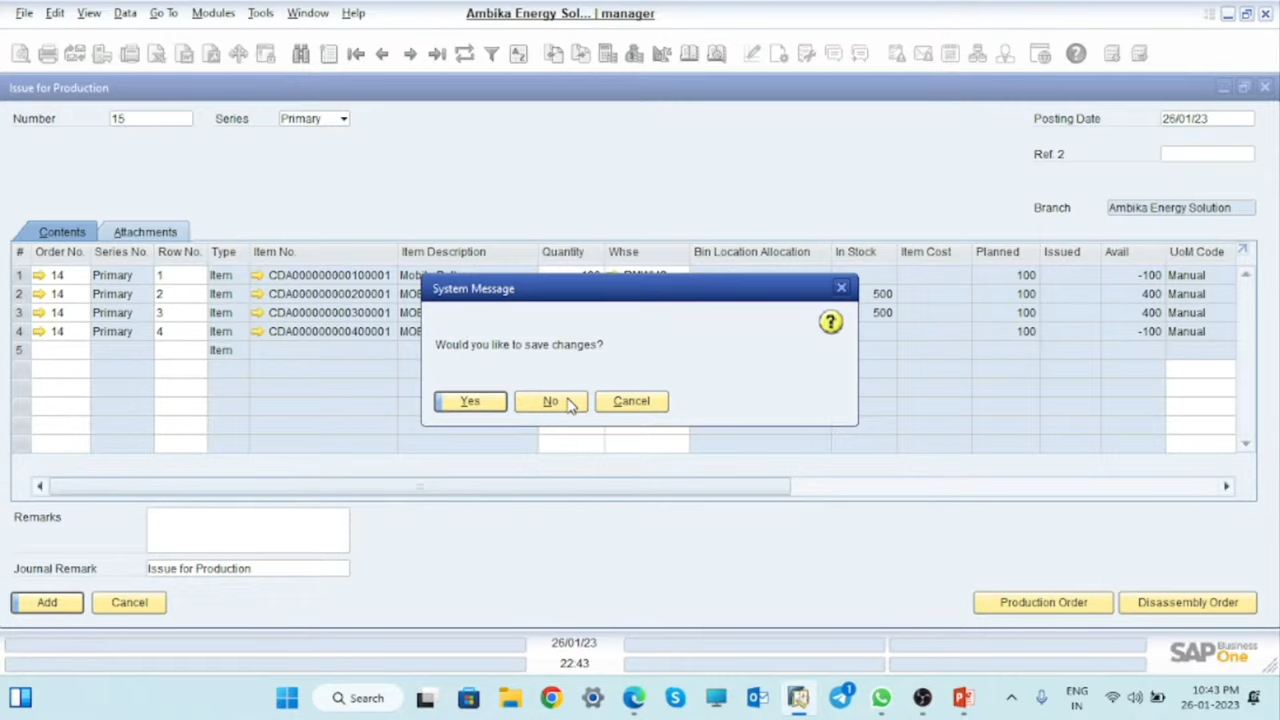 File Edit View Data Go To Modules Tools Window Help Ambika Energy Sol... | manager
Issue for Production
Number 15 Series Primary Posting Date 26/01/23
Ref. 2
Branch Ambika Energy Solution
Contents Attachments
# Order No. Series No. Row No. Type Item No. Item Description Quantity Whse Bin Location Allocation In Stock Item Cost Planned Issued Avail UoM Code
1 14 Primary 1 Item CDA000000000100001 100 100 -100 Manual
2 14 Primary 2 Item CDA000000000200001 500 100 400 Manual
3 14 Primary 3 Item CDA000000000300001 500 100 400 Manual
4 14 Primary 4 Item CDA000000000400001 100 -100 Manual
5 Item
System Message
?
Would you like to save changes?
Yes No Cancel
Remarks
Journal Remark Issue for Production
Add Cancel Production Order Disassembly Order
26/01/23
22:43
SAP Business One
Search
1
ENG
IN
10:43 PM
26-01-2023